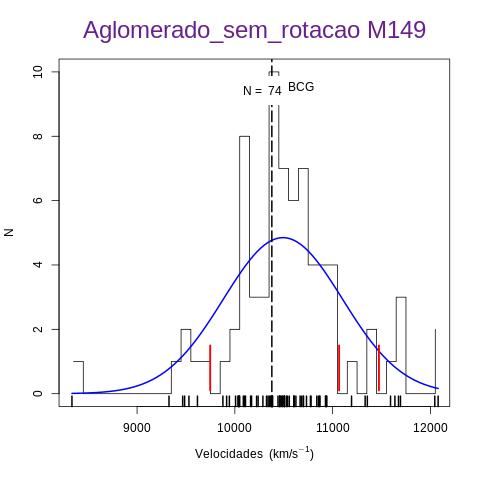 Aglomerado_sem_rotacao M149
N = 74
BCG
N
0
2
4
6
8
10
9000
10000
11000
12000
Velocidades (km/s⁻¹)